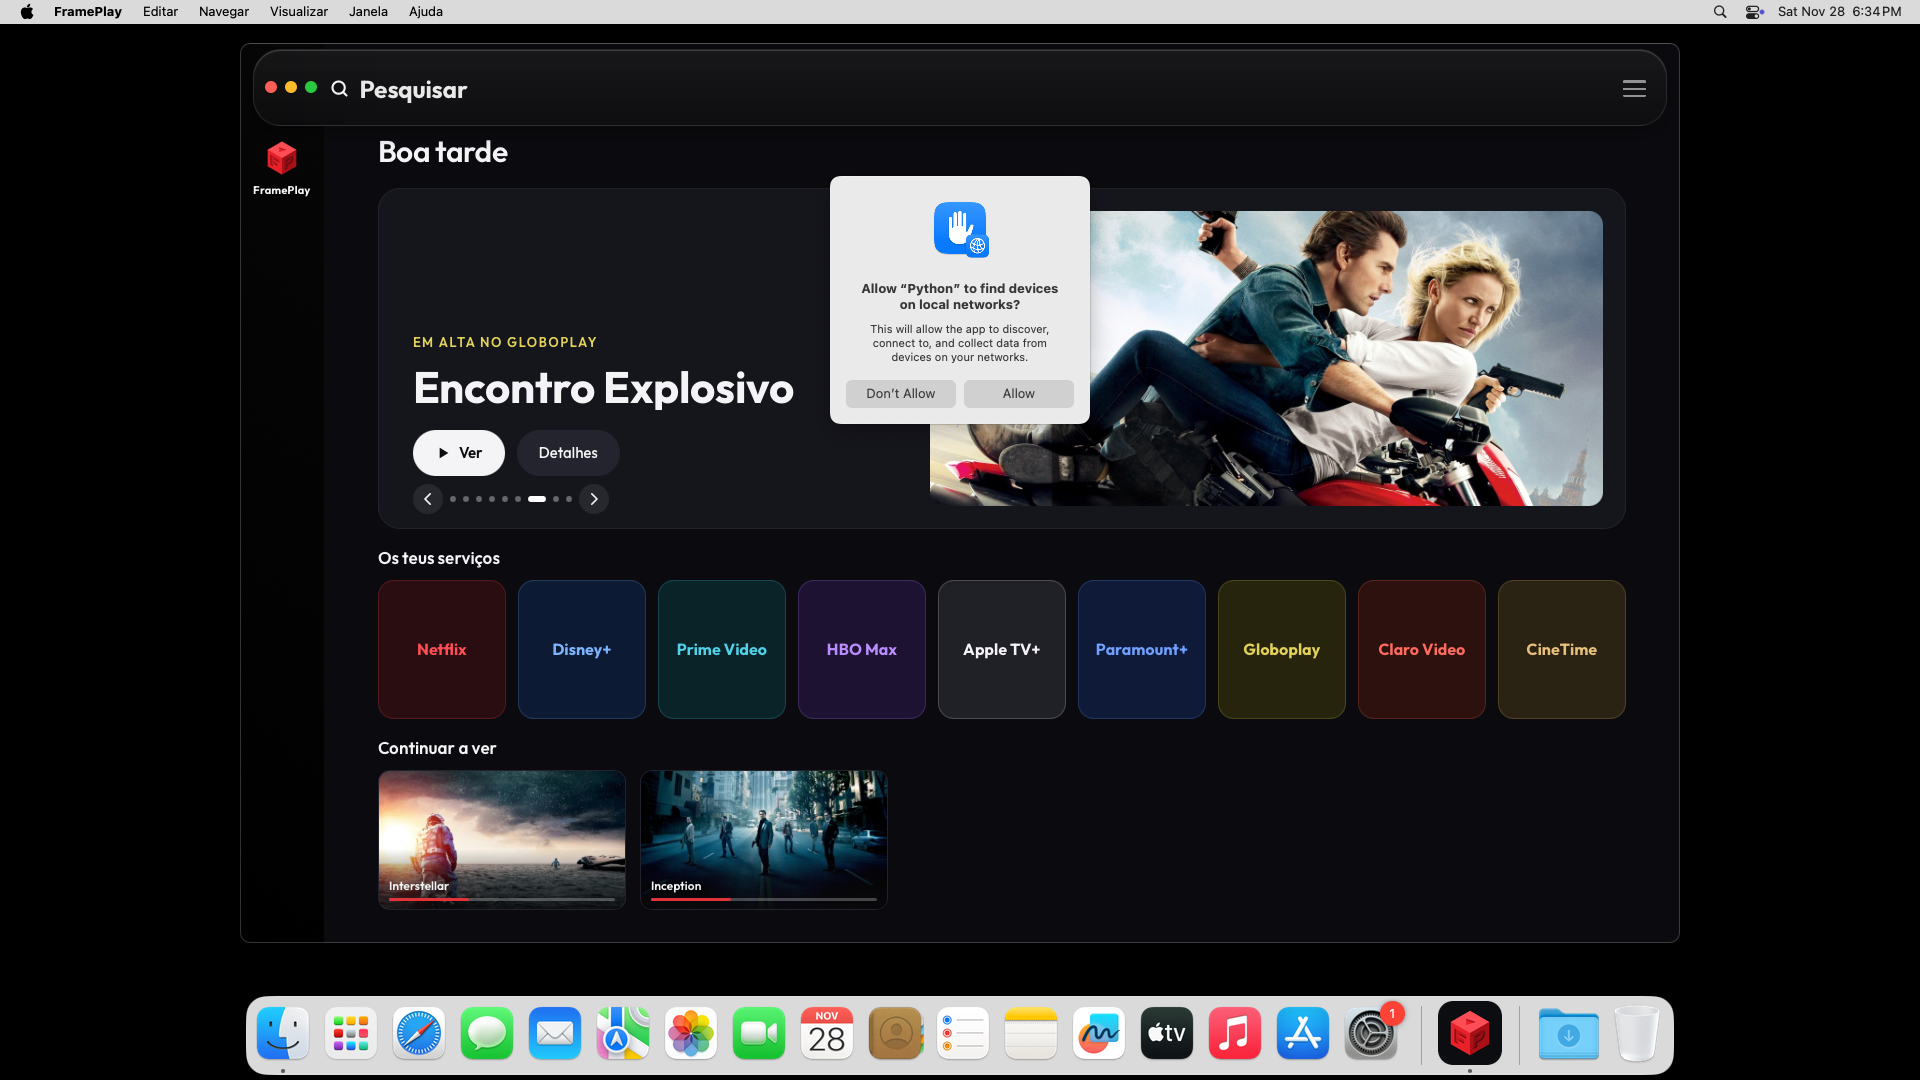 FramePlay Editar Navegar Visualizar Janela Ajuda
Sat Nov 28 6:34 PM
Pesquisar
FramePlay
Boa tarde
EM ALTA NO GLOBOPLAY
Encontro Explosivo
Ver
Detalhes
Allow “Python” to find devices
on local networks?
This will allow the app to discover,
connect to, and collect data from
devices on your networks.
Don’t Allow
Allow
Os teus serviços
Netflix
Disney+
Prime Video
HBO Max
Apple TV+
Paramount+
Globoplay
Claro Video
CineTime
Continuar a ver
Interstellar
Inception
NOV
28
tv
1